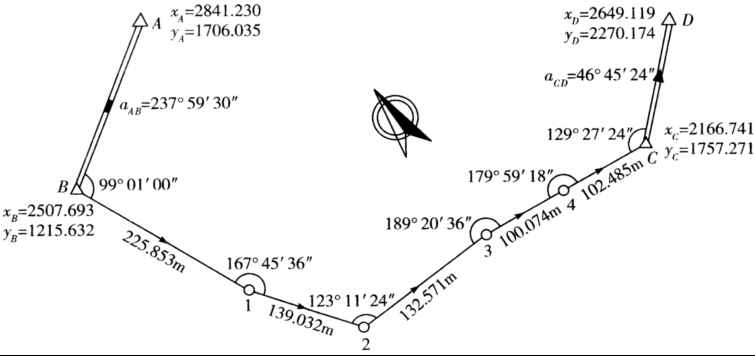 A
x_A=2841.230
y_A=1706.035
x_D=2649.119
y_D=2270.174
D
a_AB=237°59′30″
a_CD=46°45′24″
129°27′24″
C
x_C=2166.741
y_C=1757.271
B
99°01′00″
x_B=2507.693
y_B=1215.632
225.853m
167°45′36″
1
139.032m
123°11′24″
2
132.571m
189°20′36″
3
100.074m
179°59′18″
4
102.485m